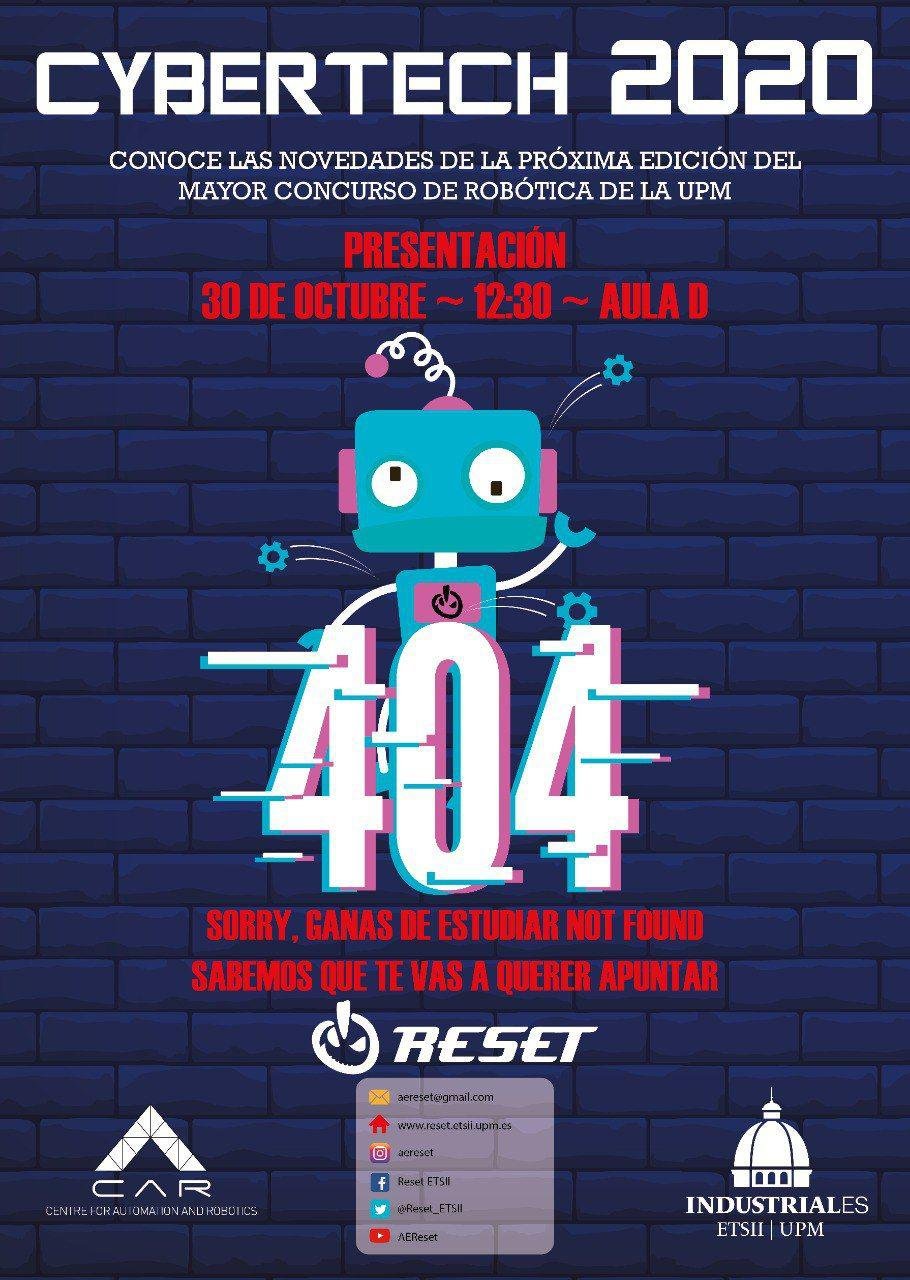 CYBERTECH 2020
CONOCE LAS NOVEDADES DE LA PRÓXIMA EDICIÓN DEL
MAYOR CONCURSO DE ROBÓTICA DE LA UPM
PRESENTACIÓN
30 DE OCTUBRE ~ 12:30 ~ AULA D
404
SORRY, GANAS DE ESTUDIAR NOT FOUND
SABEMOS QUE TE VAS A QUERER APUNTAR
RESET
aereset@gmail.com
www.reset.etsii.upm.es
aereset
Reset ETSII
@Reset_ETSII
AEReset
CAR
CENTRE FOR AUTOMATION AND ROBOTICS
INDUSTRIALES
ETSII | UPM